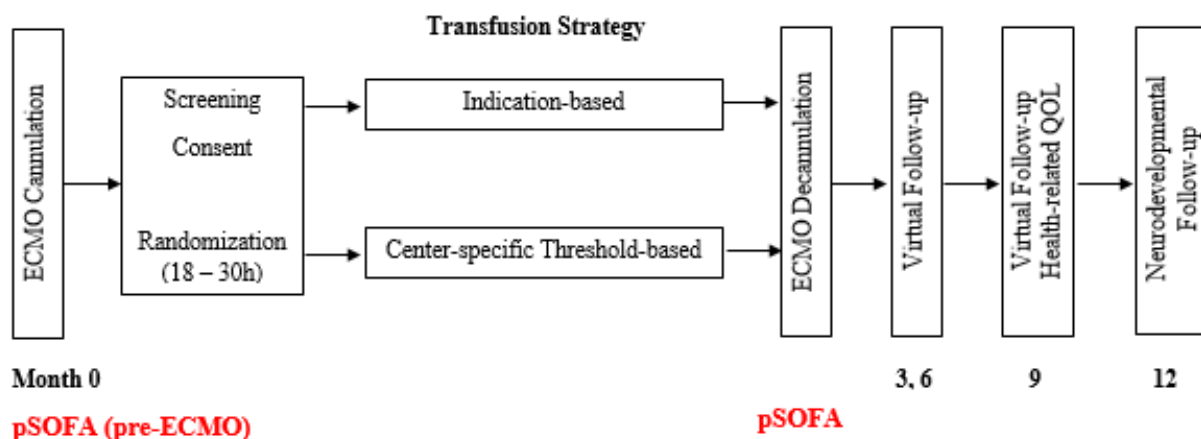 Transfusion Strategy
ECMO Cannulation
Screening
Consent
Randomization
(18 – 30h)
Indication-based
Center-specific Threshold-based
ECMO Decannulation
Virtual Follow-up
Virtual Follow-up
Health-related QOL
Neurodevelopmental
Follow-up
Month 0
3, 6
9
12
pSOFA (pre-ECMO)
pSOFA